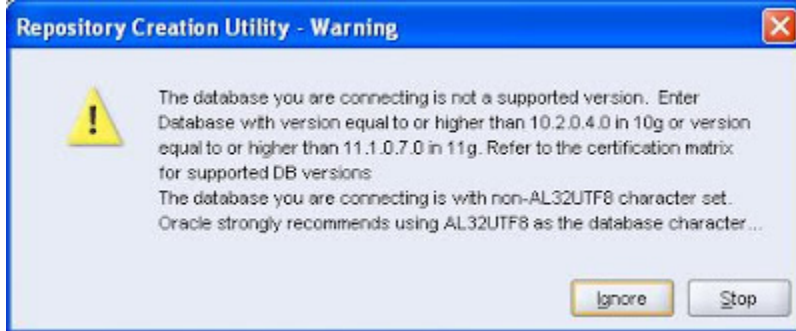 Repository Creation Utility - Warning
The database you are connecting is not a supported version. Enter
Database with version equal to or higher than 10.2.0.4.0 in 10g or version
equal to or higher than 11.1.0.7.0 in 11g. Refer to the certification matrix
for supported DB versions
The database you are connecting is with non-AL32UTF8 character set.
Oracle strongly recommends using AL32UTF8 as the database character...
Ignore
Stop